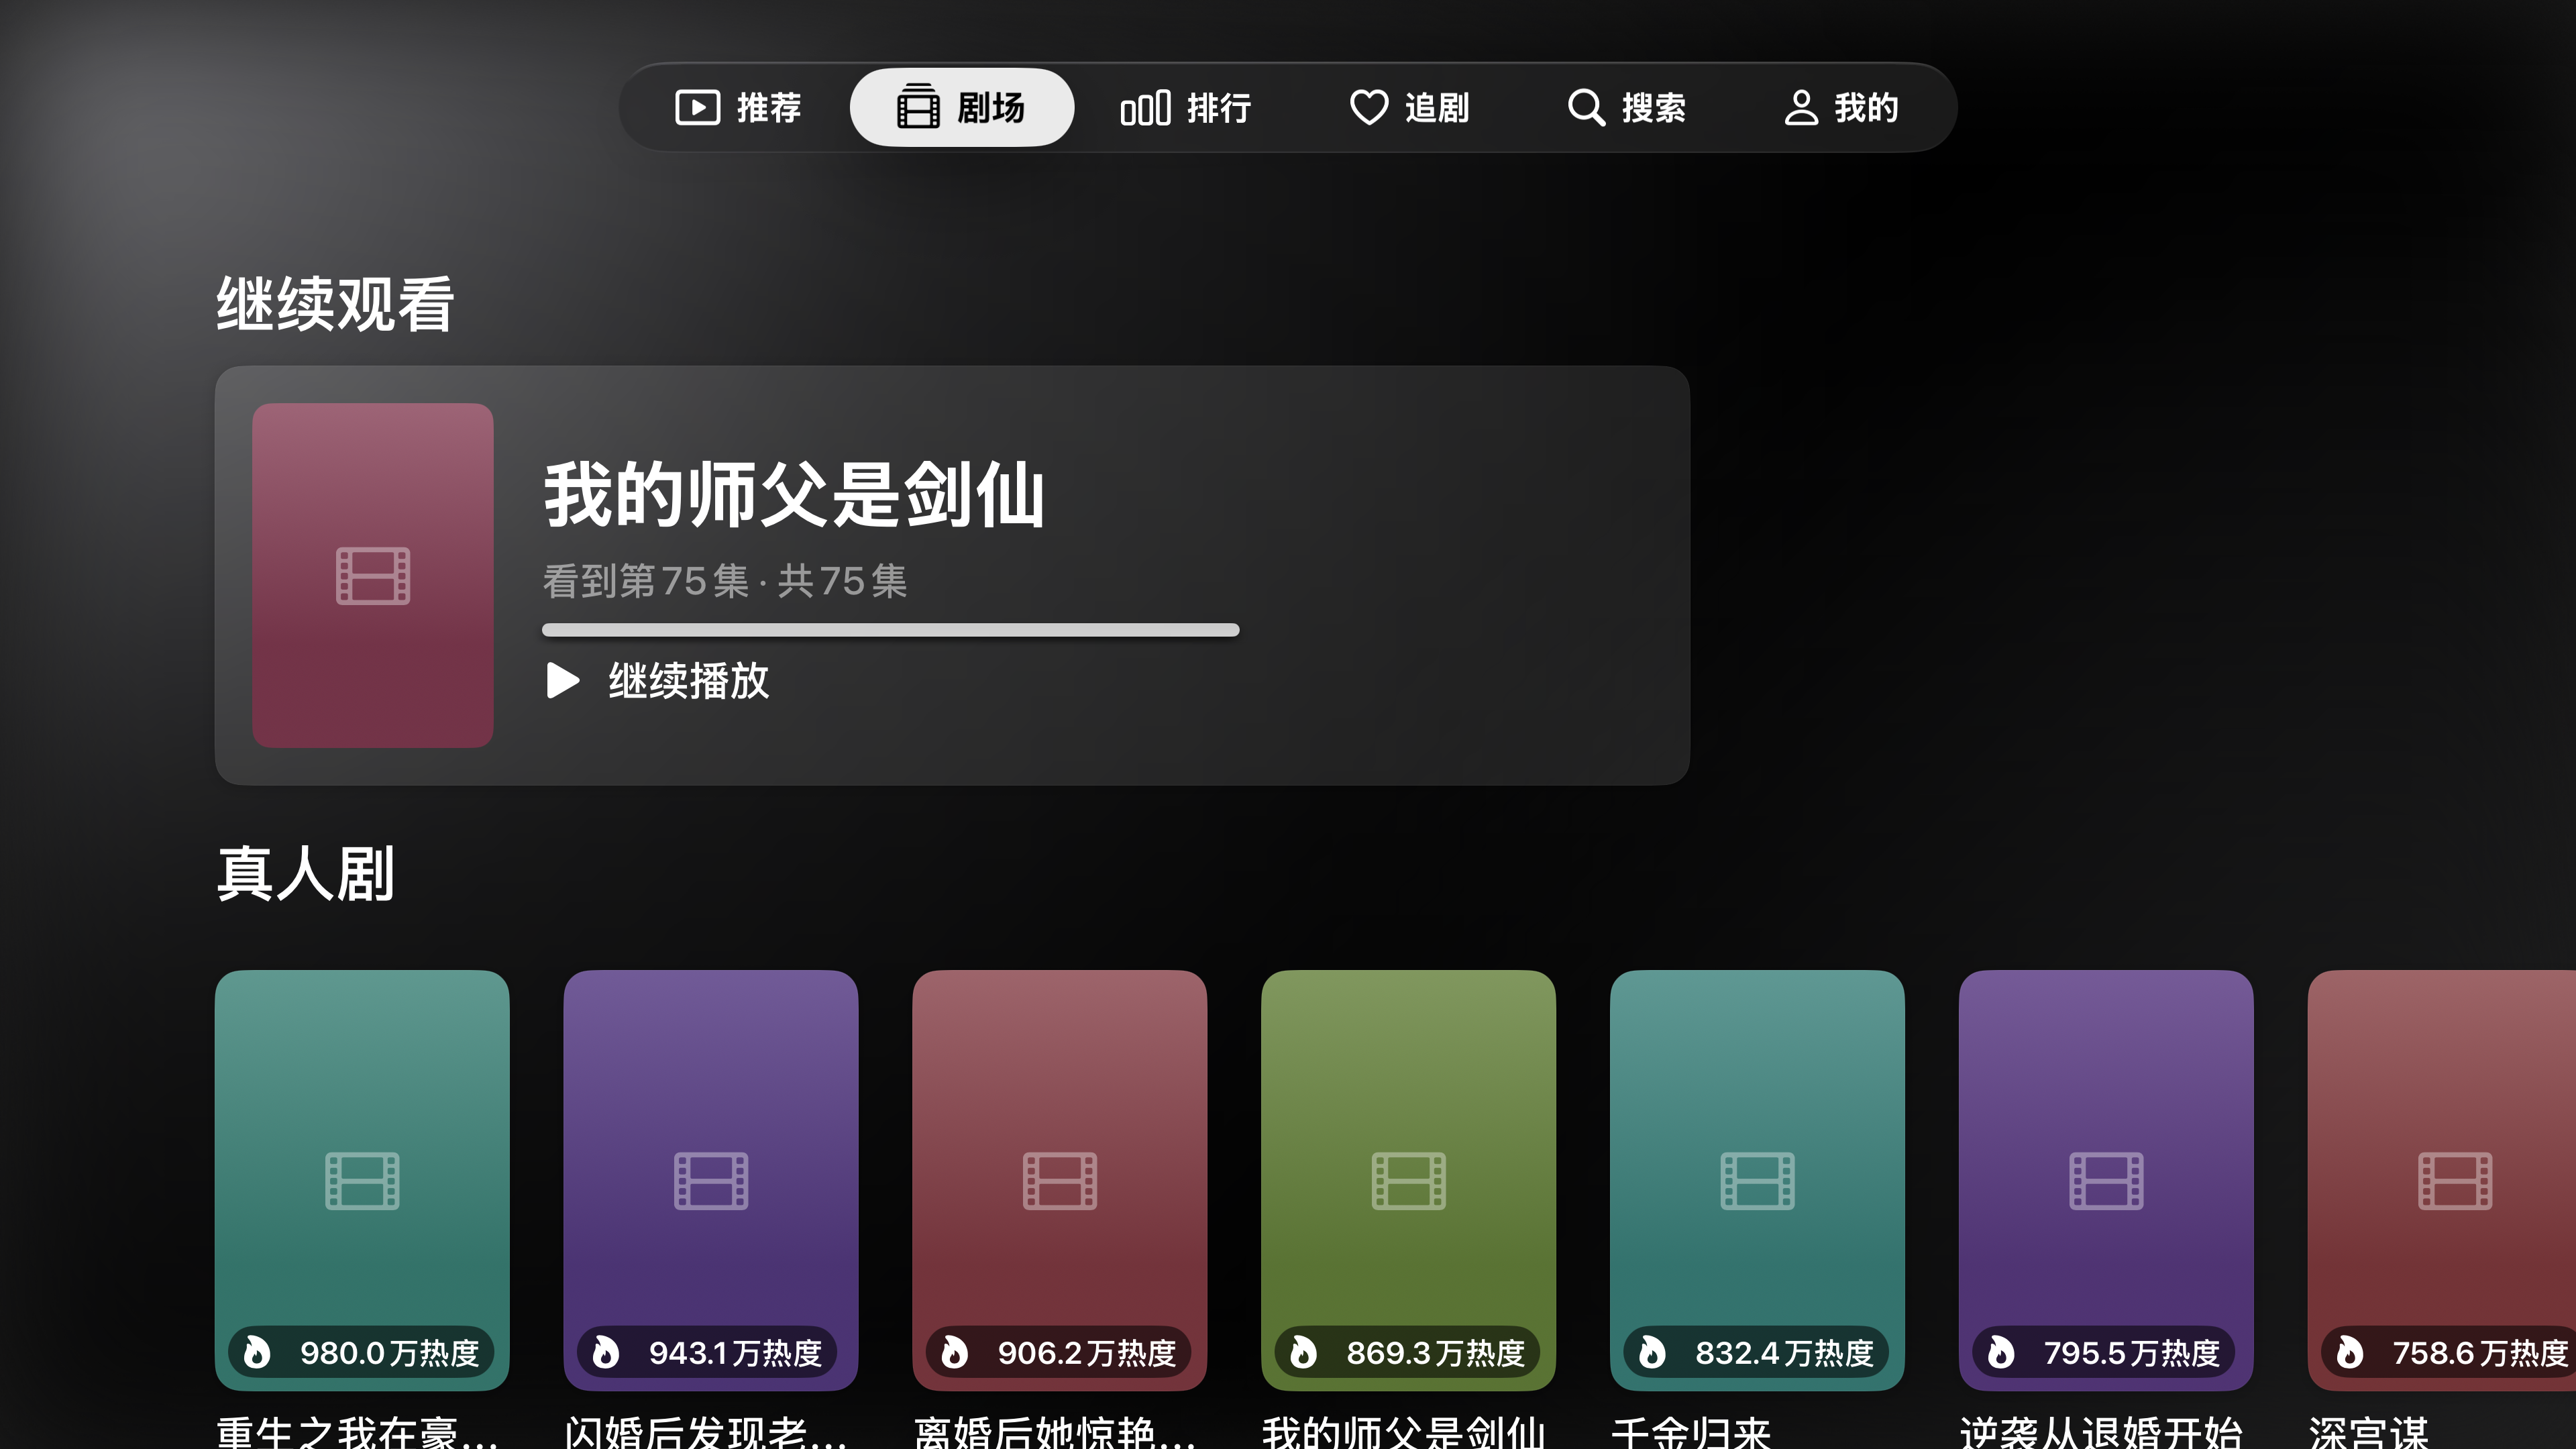 推荐 剧场 排行 追剧 搜索 我的
继续观看
我的师父是剑仙
看到第75集·共75集
继续播放
真人剧
980.0万热度 943.1万热度 906.2万热度 869.3万热度 832.4万热度 795.5万热度 758.6万热度
重生之我在豪… 闪婚后发现老… 离婚后她惊艳… 我的师父是剑仙 千金归来 逆袭从退婚开始 深宫谋